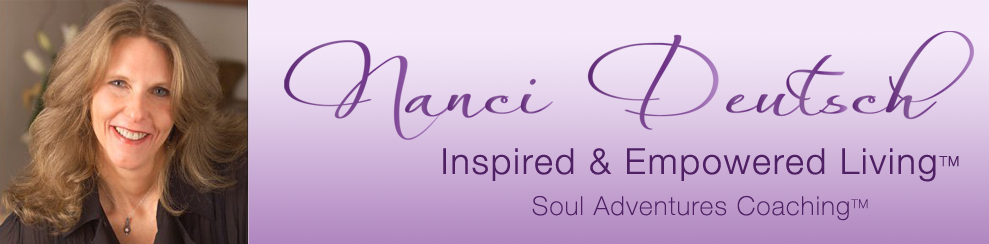 Nanci Deutsch
Inspired & Empowered Living™
Soul Adventures Coaching™